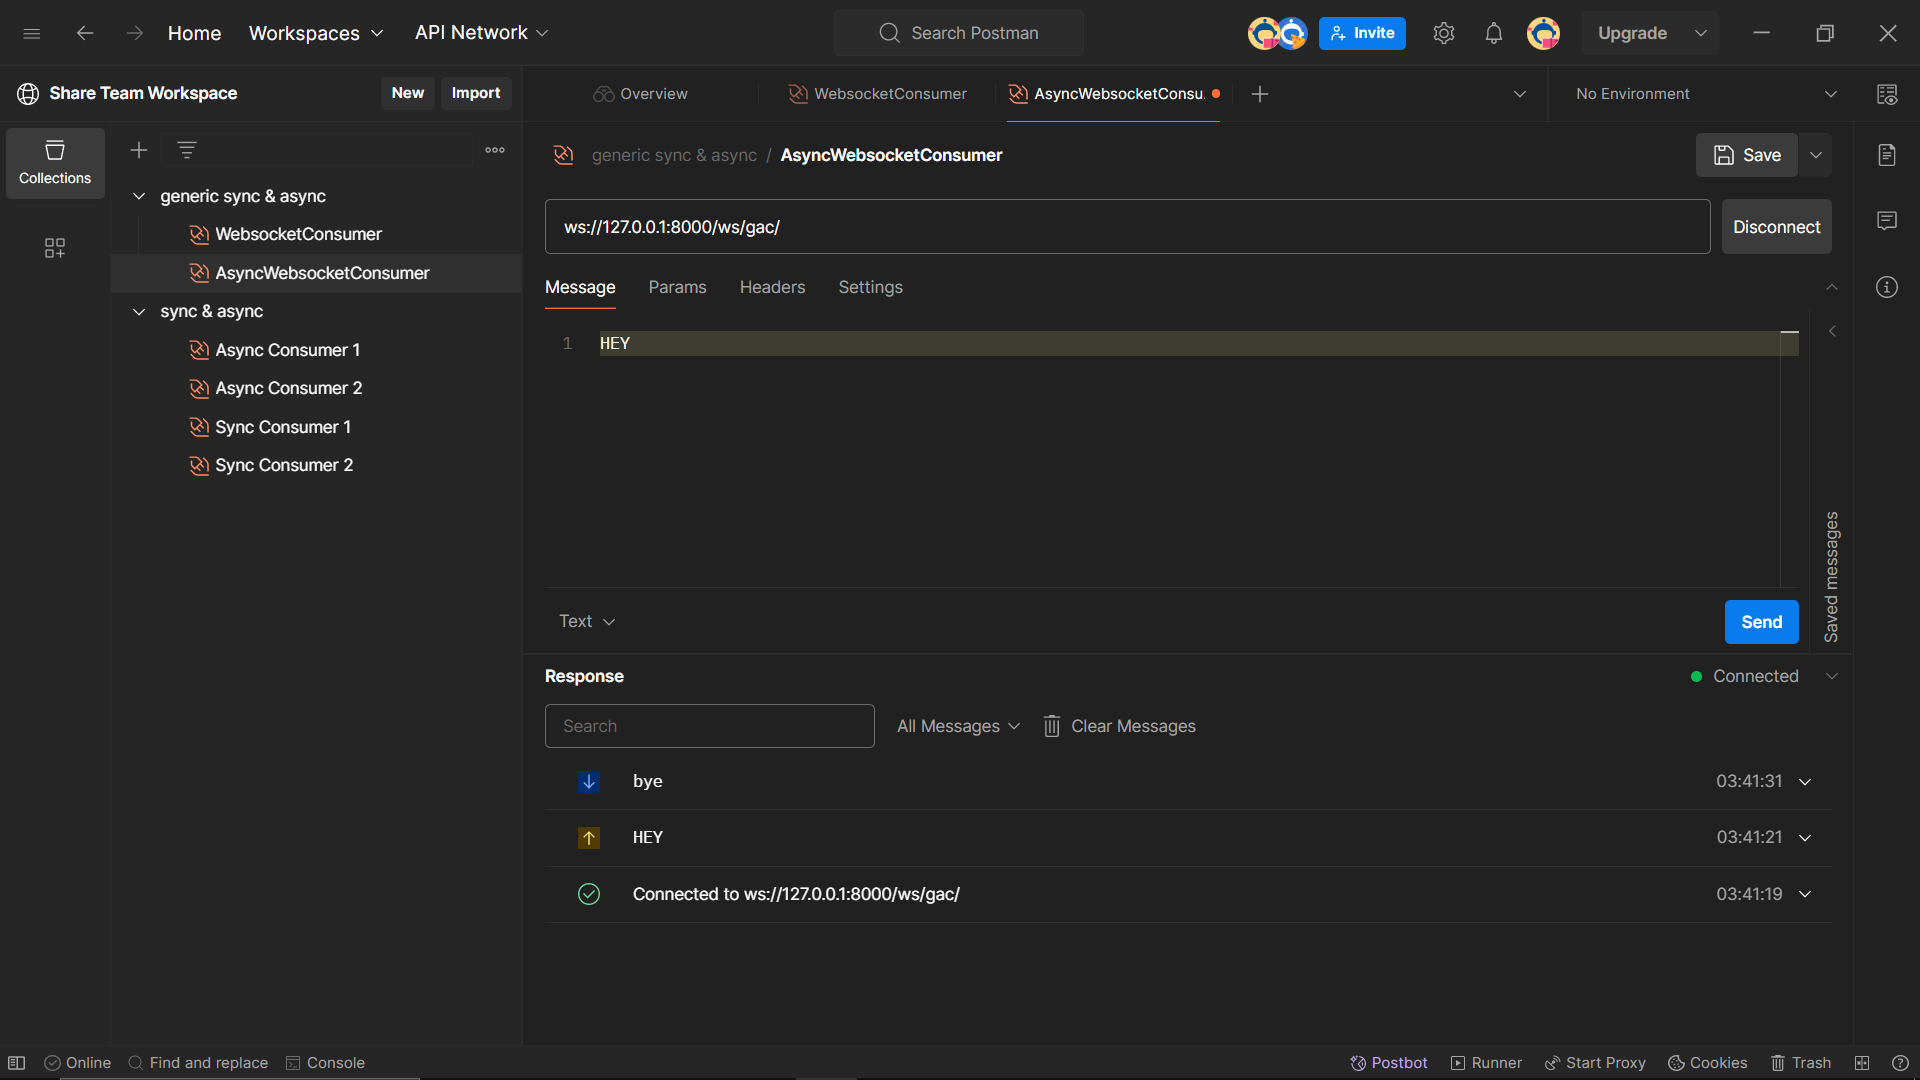 Home
Workspaces
API Network
Search Postman
Invite
Upgrade
Share Team Workspace
New
Import
Overview
WebsocketConsumer
AsyncWebsocketConsu.
No Environment
Collections
generic sync & async
WebsocketConsumer
AsyncWebsocketConsumer
sync & async
Async Consumer 1
Async Consumer 2
Sync Consumer 1
Sync Consumer 2
generic sync & async / AsyncWebsocketConsumer
Save
ws://127.0.0.1:8000/ws/gac/
Disconnect
Message
Params
Headers
Settings
1 HEY
Saved messages
Text
Send
Response
Connected
Search
All Messages
Clear Messages
bye 03:41:31
HEY 03:41:21
Connected to ws://127.0.0.1:8000/ws/gac/ 03:41:19
Online
Find and replace
Console
Postbot
Runner
Start Proxy
Cookies
Trash